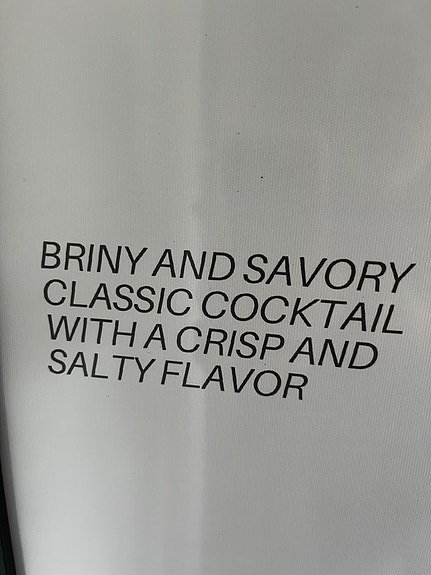 BRINY AND SAVORY
CLASSIC COCKTAIL
WITH A CRISP AND
SALTY FLAVOR